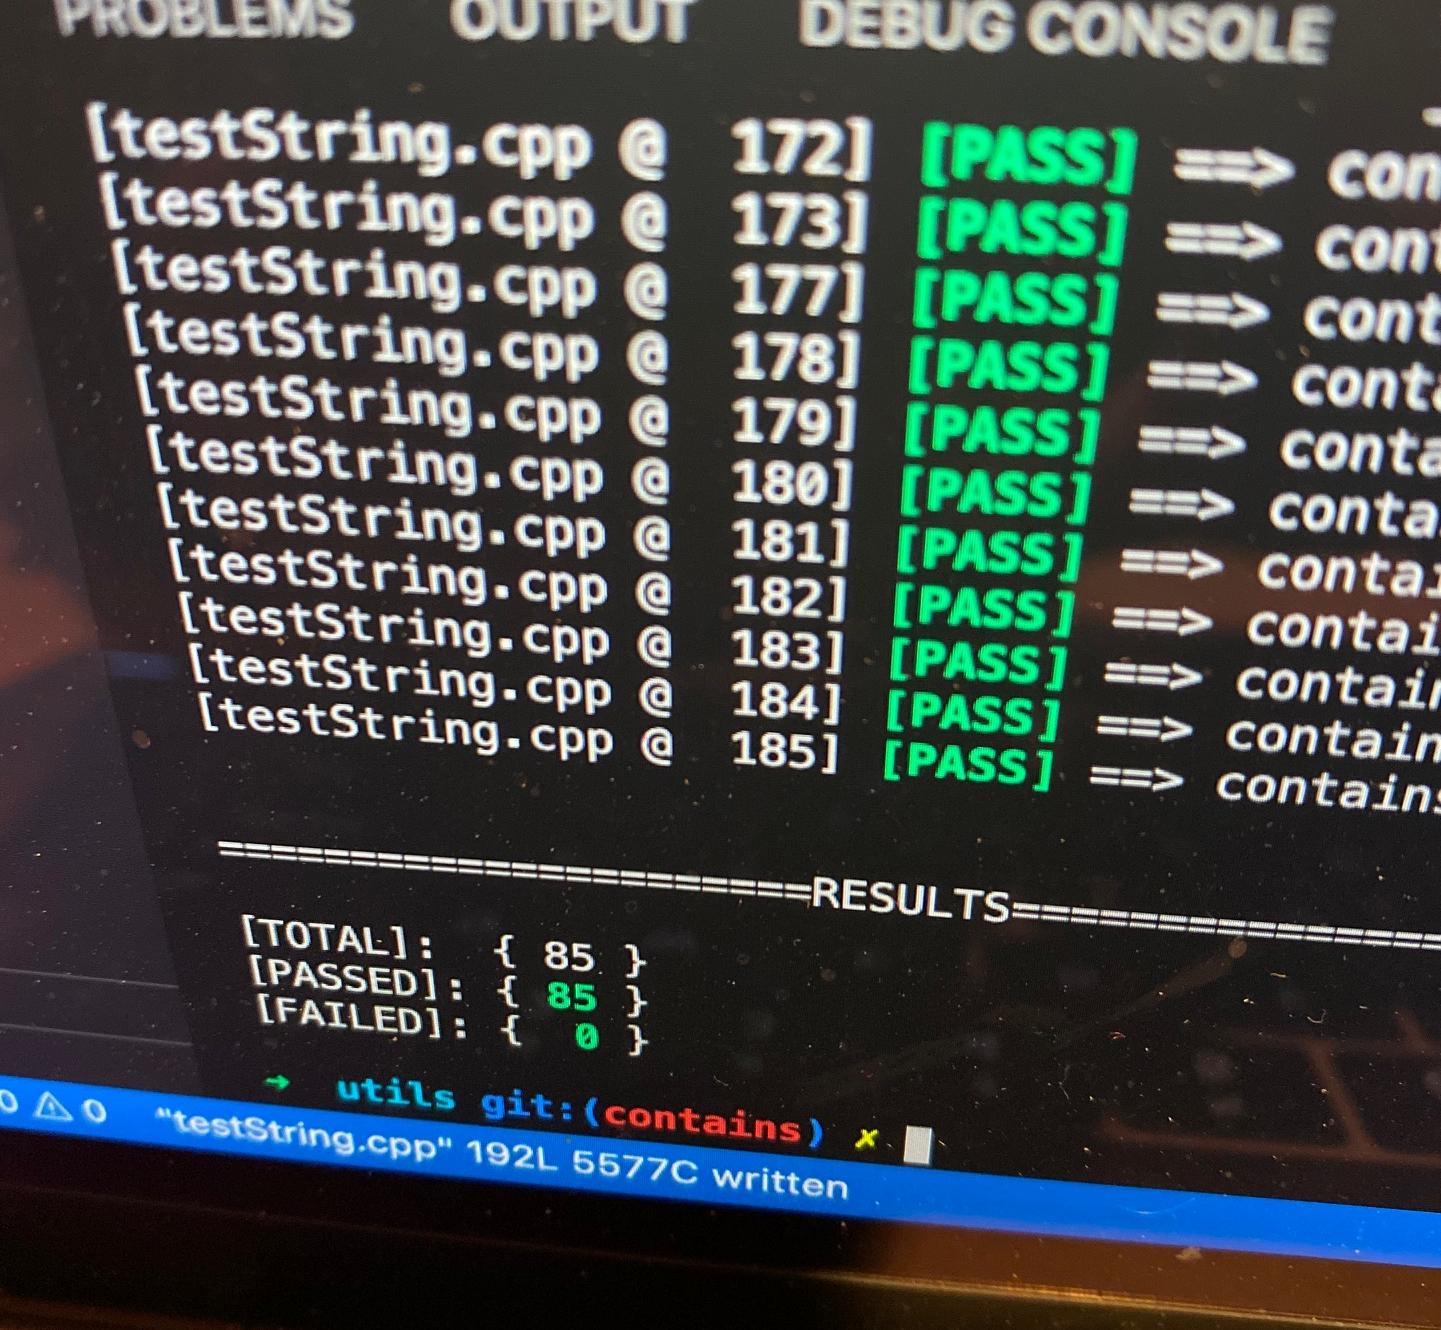 PROBLEMS OUTPUT DEBUG CONSOLE
[testString.cpp @ 172] [PASS] ==> con
[testString.cpp @ 173] [PASS] ==> cont
[testString.cpp @ 177] [PASS] ==> cont
[testString.cpp @ 178] [PASS] ==> conta
[testString.cpp @ 179] [PASS] ==> conta
[testString.cpp @ 180] [PASS] ==> conta
[testString.cpp @ 181] [PASS] ==> contai
[testString.cpp @ 182] [PASS] ==> contai
[testString.cpp @ 183] [PASS] ==> contain
[testString.cpp @ 184] [PASS] ==> contain
[testString.cpp @ 185] [PASS] ==> contains
======================RESULTS================
[TOTAL]: { 85 }
[PASSED]: { 85 }
[FAILED]: { 0 }
➜ utils git:(contains) ✗
0 ⚠ 0 "testString.cpp" 192L 5577C written